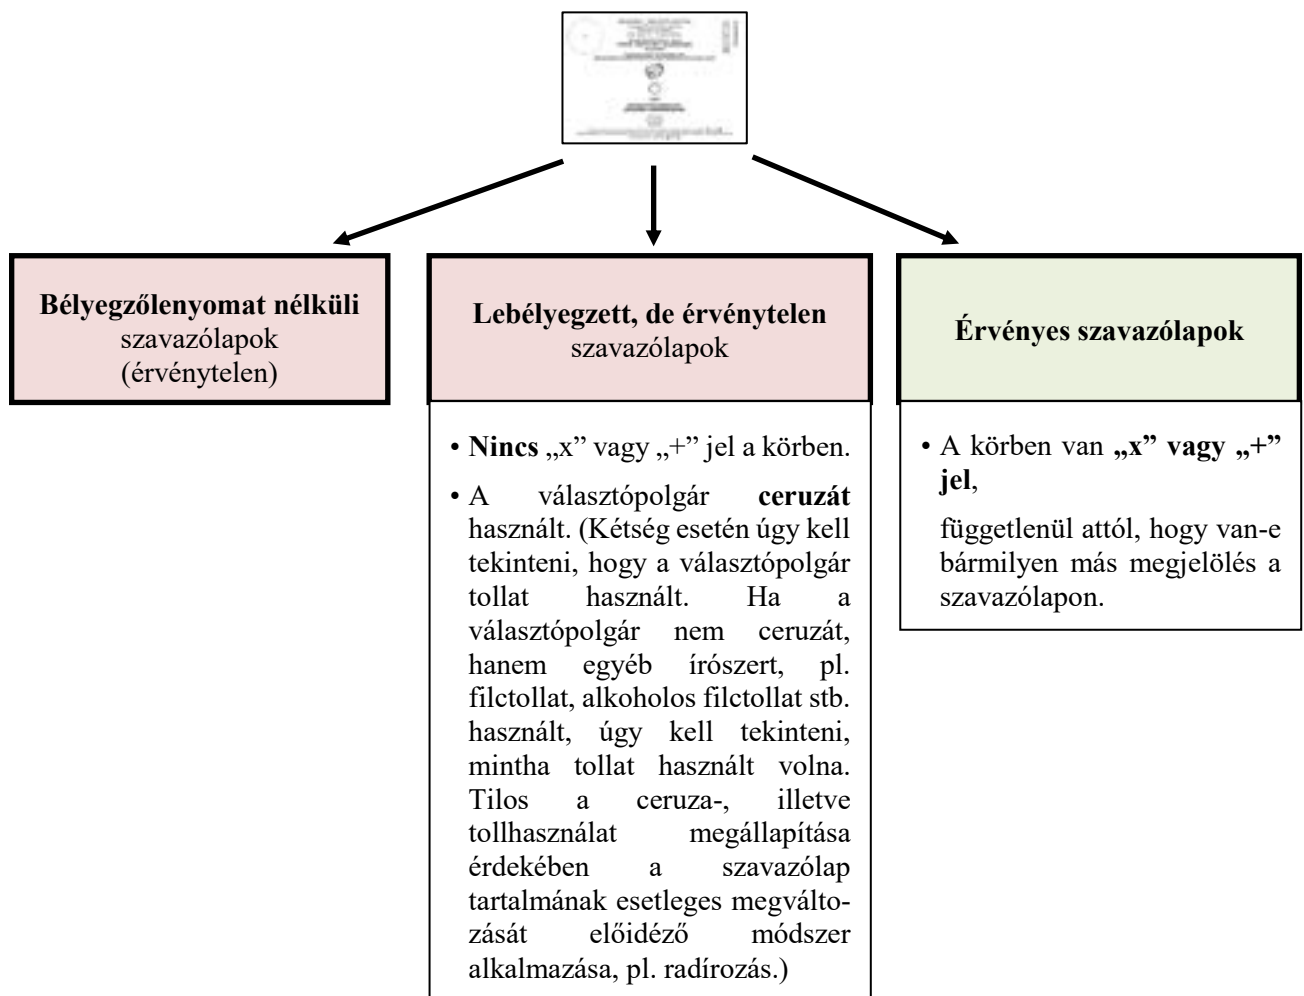 Bélyegzőlenyomat nélküli
szavazólapok
(érvénytelen)
Lebélyegzett, de érvénytelen
szavazólapok
• Nincs „x” vagy „+” jel a körben.
• A választópolgár ceruzát
használt. (Kétség esetén úgy kell
tekinteni, hogy a választópolgár
tollat használt. Ha a
választópolgár nem ceruzát,
hanem egyéb írószert, pl.
filctollat, alkoholos filctollat stb.
használt, úgy kell tekinteni,
mintha tollat használt volna.
Tilos a ceruza-, illetve
tollhasználat megállapítása
érdekében a szavazólap
tartalmának esetleges megválto-
zását előidéző módszer
alkalmazása, pl. radírozás.)
Érvényes szavazólapok
• A körben van „x” vagy „+”
jel,
függetlenül attól, hogy van-e
bármilyen más megjelölés a
szavazólapon.